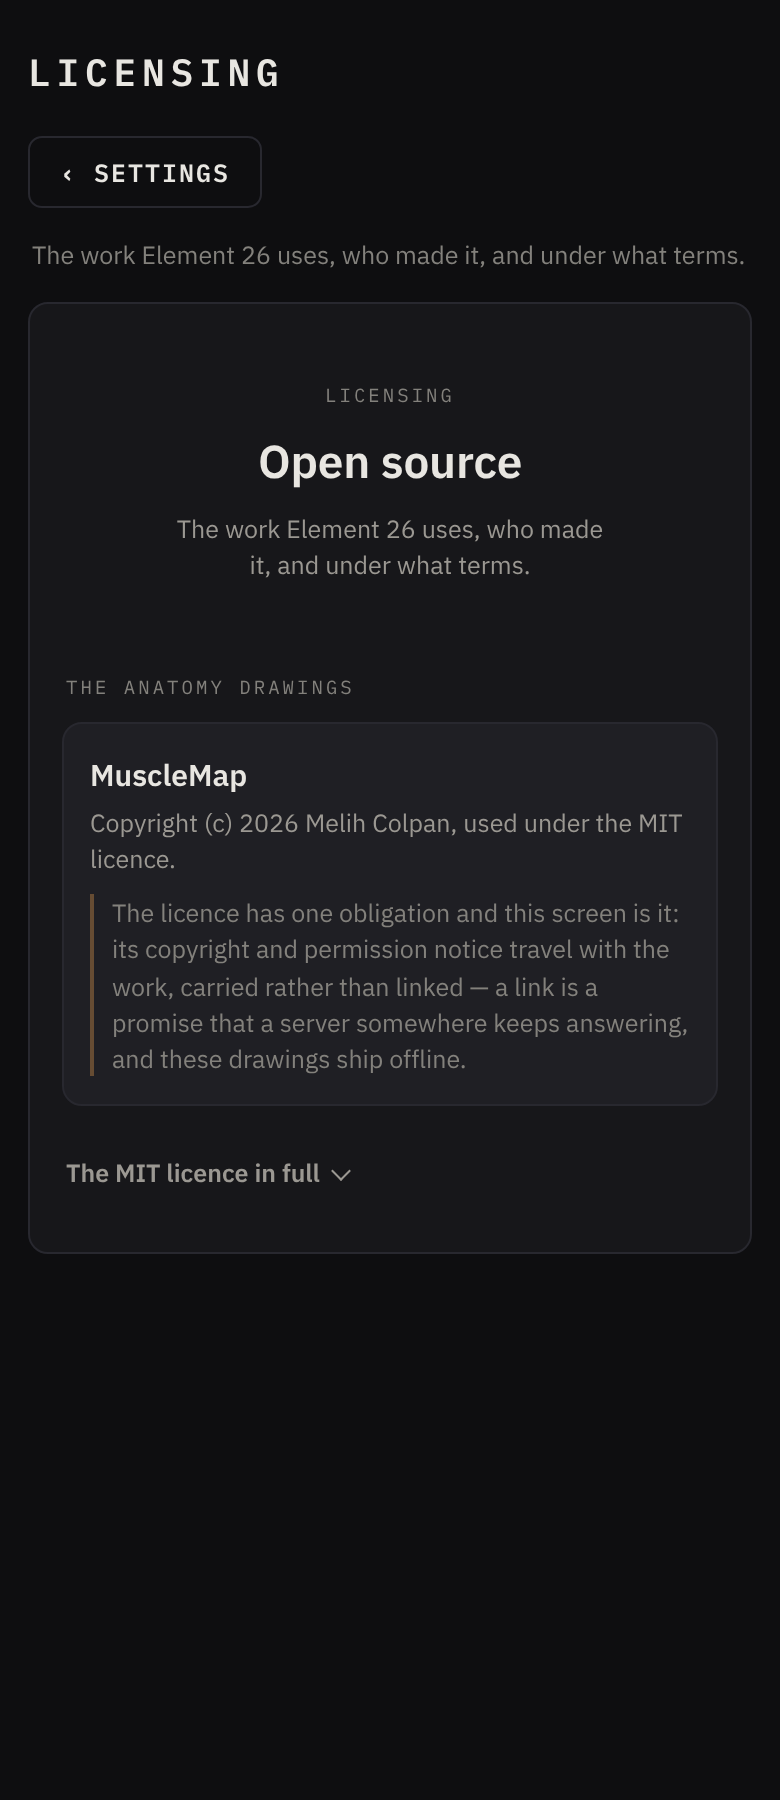 LICENSING
‹ SETTINGS
The work Element 26 uses, who made it, and under what terms.
LICENSING
Open source
The work Element 26 uses, who made
it, and under what terms.
THE ANATOMY DRAWINGS
MuscleMap
Copyright (c) 2026 Melih Colpan, used under the MIT
licence.
The licence has one obligation and this screen is it:
its copyright and permission notice travel with the
work, carried rather than linked — a link is a
promise that a server somewhere keeps answering,
and these drawings ship offline.
The MIT licence in full